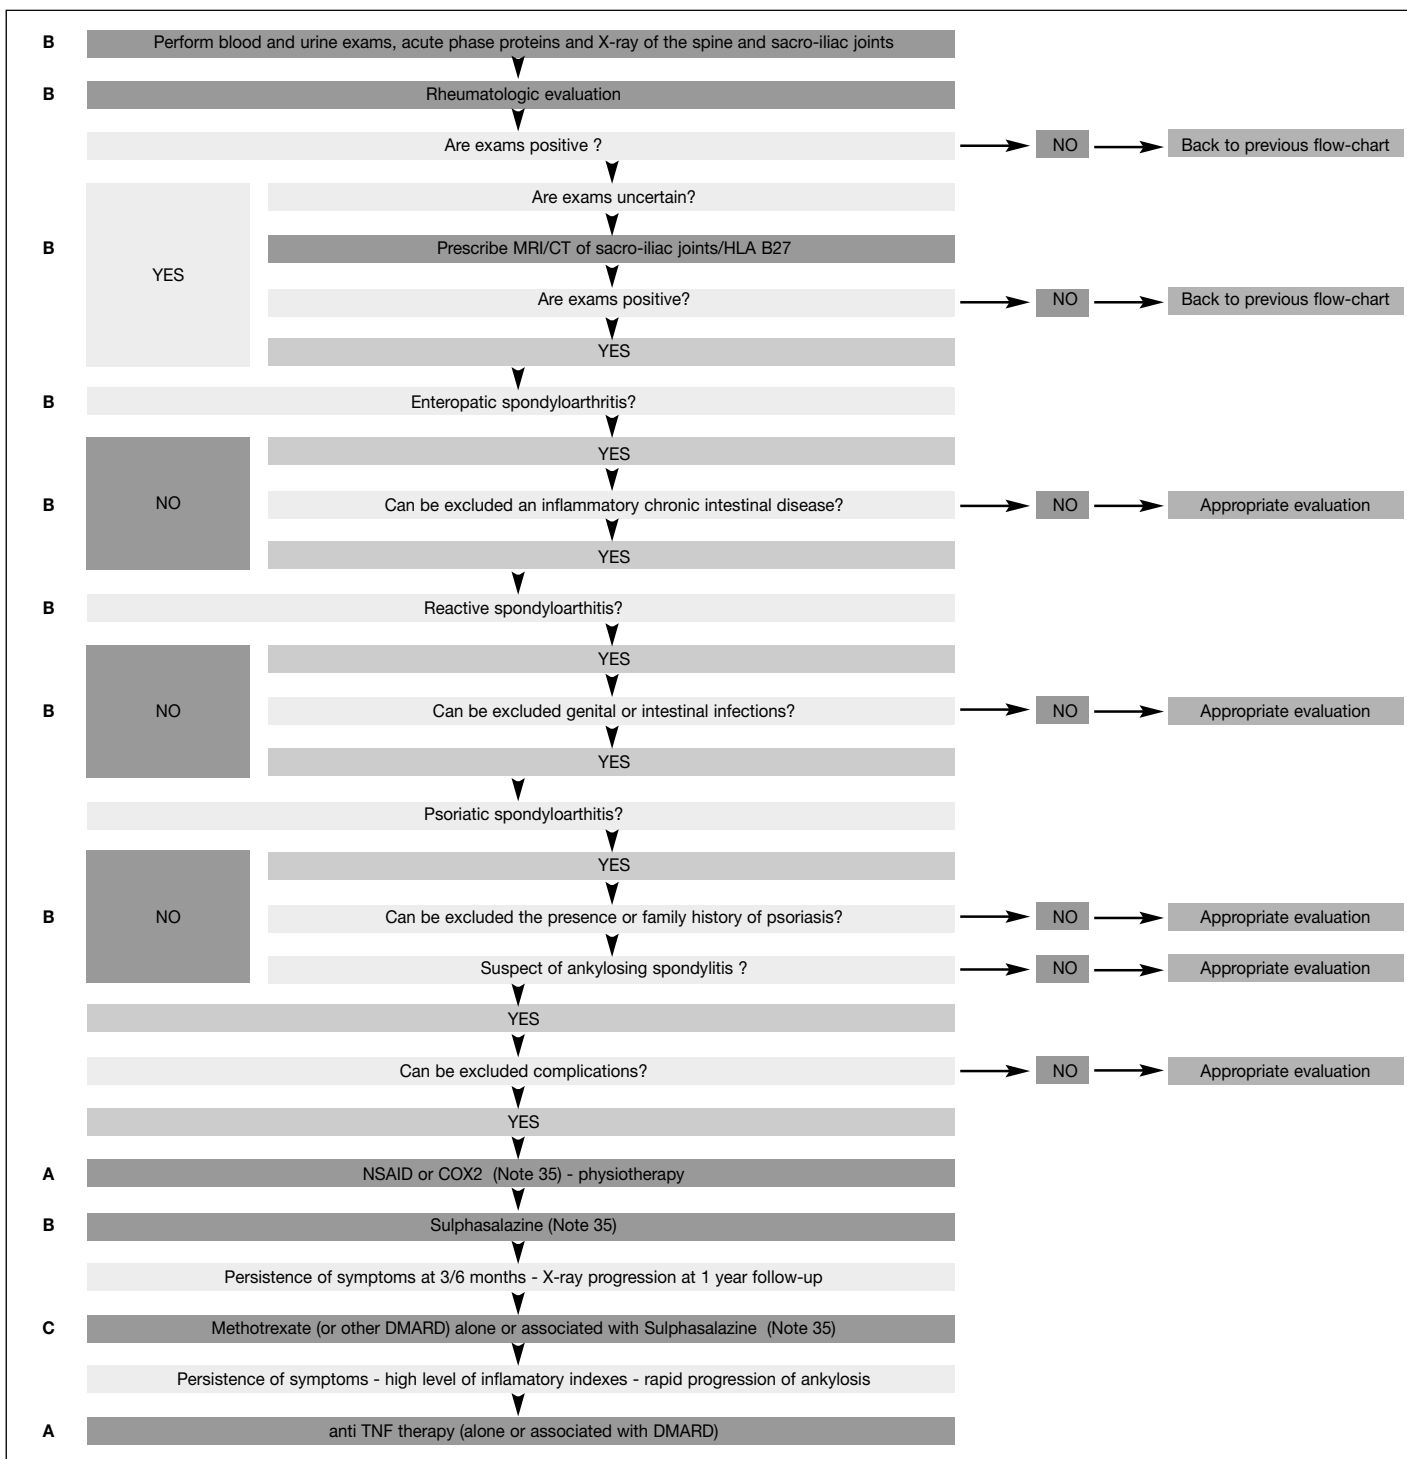 B
Perform blood and urine exams, acute phase proteins and X-ray of the spine and sacro-iliac joints
B
Rheumatologic evaluation
Are exams positive ?
NO
Back to previous flow-chart
Are exams uncertain?
B
Prescribe MRI/CT of sacro-iliac joints/HLA B27
YES
Are exams positive?
NO
Back to previous flow-chart
YES
B
Enteropatic spondyloarthritis?
YES
NO
B
Can be excluded an inflammatory chronic intestinal disease?
NO
Appropriate evaluation
YES
B
Reactive spondyloarthitis?
YES
B
NO
Can be excluded genital or intestinal infections?
NO
Appropriate evaluation
YES
Psoriatic spondyloarthitis?
YES
B
NO
Can be excluded the presence or family history of psoriasis?
NO
Appropriate evaluation
Suspect of ankylosing spondylitis ?
NO
Appropriate evaluation
YES
Can be excluded complications?
NO
Appropriate evaluation
YES
A
NSAID or COX2 (Note 35) - physiotherapy
B
Sulphasalazine (Note 35)
Persistence of symptoms at 3/6 months - X-ray progression at 1 year follow-up
C
Methotrexate (or other DMARD) alone or associated with Sulphasalazine (Note 35)
Persistence of symptoms - high level of inflamatory indexes - rapid progression of ankylosis
A
anti TNF therapy (alone or associated with DMARD)